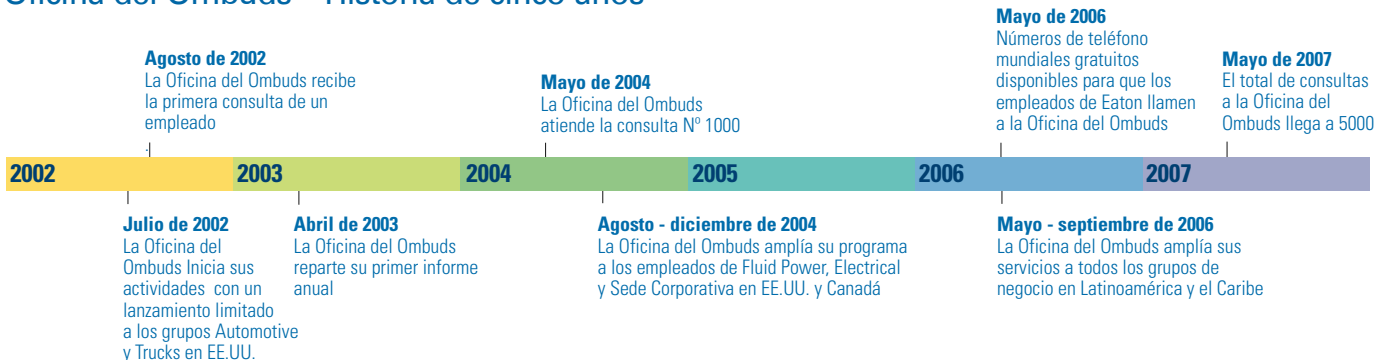 Agosto de 2002
La Oficina del Ombuds recibe
la primera consulta de un
empleado
.
Mayo de 2004
La Oficina del Ombuds
atiende la consulta Nº 1000
Mayo de 2006
Números de teléfono
mundiales gratuitos
disponibles para que los
empleados de Eaton llamen
a la Oficina del Ombuds
Mayo de 2007
El total de consultas
a la Oficina del
Ombuds llega a 5000
2002 2003 2004 2005 2006 2007
Julio de 2002
La Oficina del
Ombuds Inicia sus
actividades con un
lanzamiento limitado
a los grupos Automotive
y Trucks en EE.UU.
Abril de 2003
La Oficina del Ombuds
reparte su primer informe
anual
Agosto - diciembre de 2004
La Oficina del Ombuds amplía su programa
a los empleados de Fluid Power, Electrical
y Sede Corporativa en EE.UU. y Canadá
Mayo - septiembre de 2006
La Oficina del Ombuds amplía sus
servicios a todos los grupos de
negocio en Latinoamérica y el Caribe